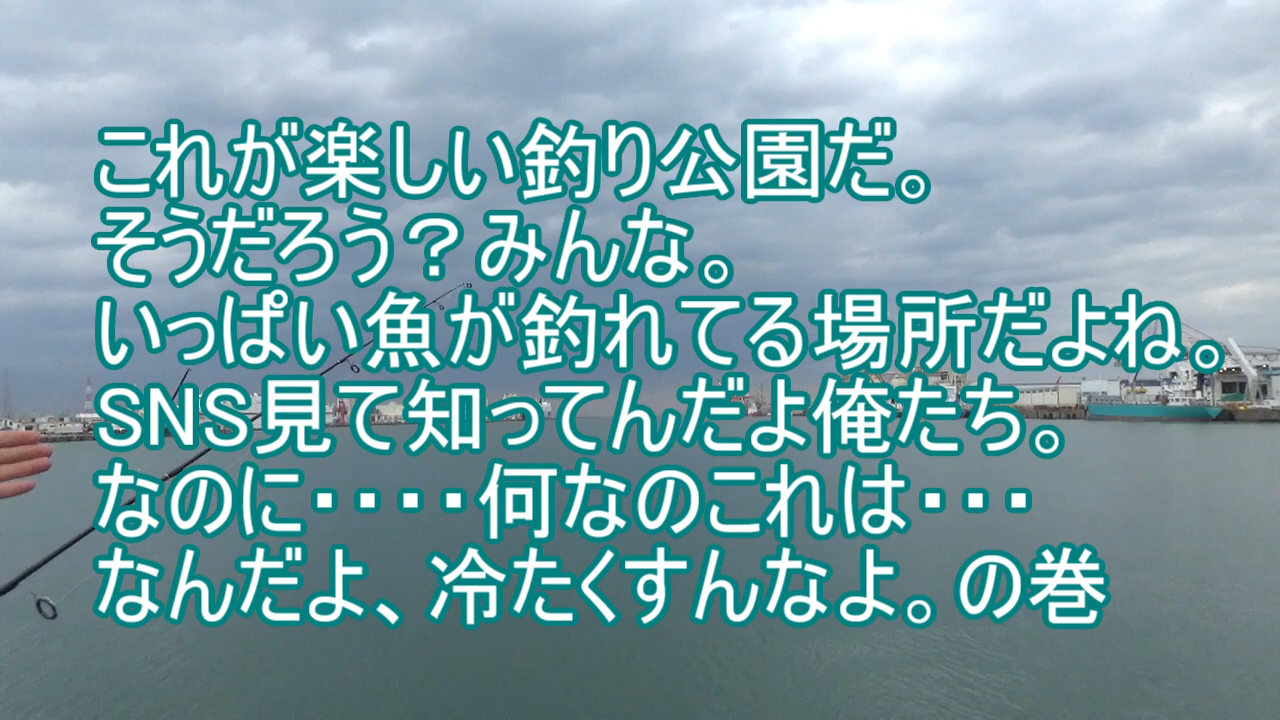 これが楽しい釣り公園だ。
そうだろう？みんな。
いっぱい魚が釣れてる場所だよね。
SNS見て知ってんだよ俺たち。
なのに・・・・何なのこれは・・・
なんだよ、冷たくすんなよ。の巻